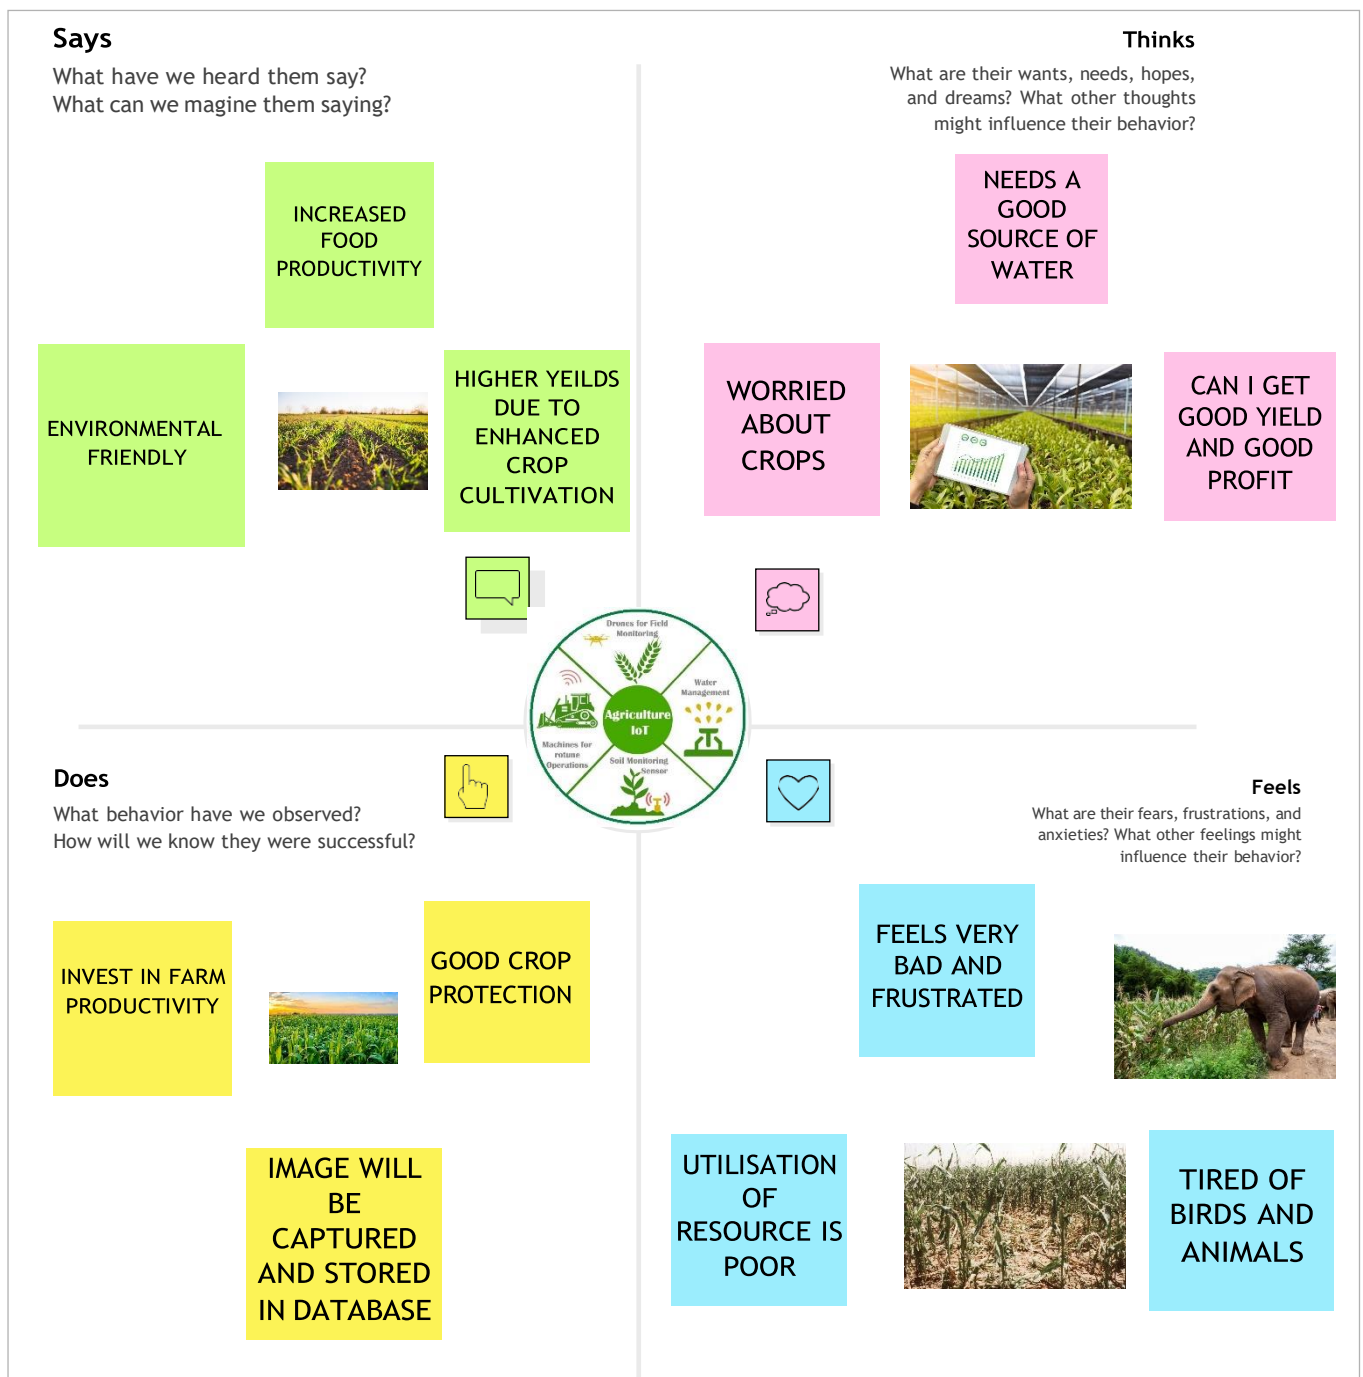 Says
What have we heard them say?
What can we magine them saying?
INCREASED
FOOD
PRODUCTIVITY
ENVIRONMENTAL
FRIENDLY
HIGHER YEILDS
DUE TO
ENHANCED
CROP
CULTIVATION
Thinks
What are their wants, needs, hopes,
and dreams? What other thoughts
might influence their behavior?
NEEDS A
GOOD
SOURCE OF
WATER
WORRIED
ABOUT
CROPS
CAN I GET
GOOD YIELD
AND GOOD
PROFIT
Drones for Field
Monitoring
Water
Management
Agriculture
IoT
Machines for
rotune
Operations
Soil Monitoring
Sensor
Does
What behavior have we observed?
How will we know they were successful?
INVEST IN FARM
PRODUCTIVITY
GOOD CROP
PROTECTION
IMAGE WILL
BE
CAPTURED
AND STORED
IN DATABASE
Feels
What are their fears, frustrations, and
anxieties? What other feelings might
influence their behavior?
FEELS VERY
BAD AND
FRUSTRATED
UTILISATION
OF
RESOURCE IS
POOR
TIRED OF
BIRDS AND
ANIMALS